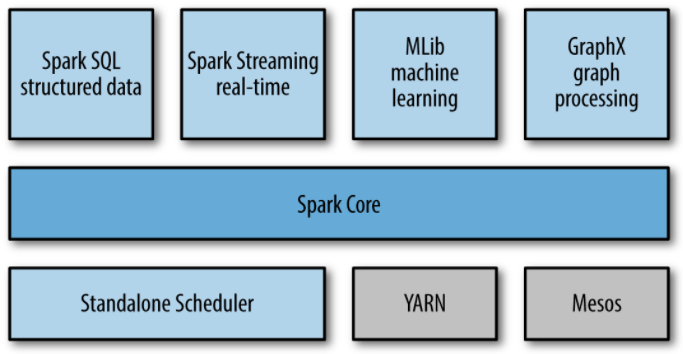 Spark SQL
structured data
Spark Streaming
real-time
MLib
machine
learning
GraphX
graph
processing
Spark Core
Standalone Scheduler
YARN
Mesos